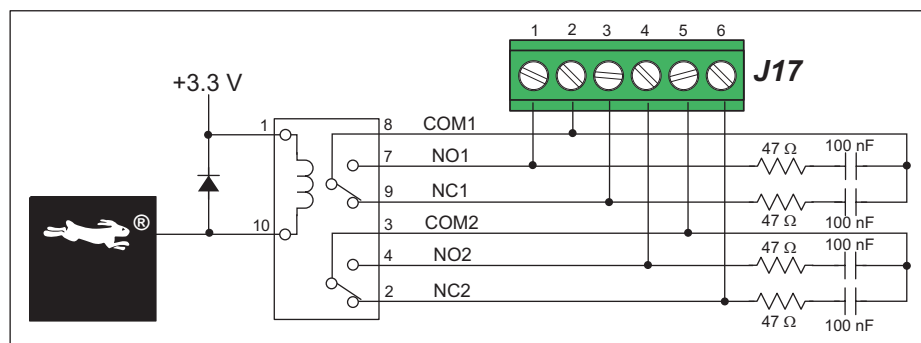 1 2 3 4 5 6
J17
+3.3 V
1
8 COM1
7 NO1
9 NC1
10
3 COM2
4 NO2
2 NC2
47 Ω 100 nF
47 Ω 100 nF
47 Ω 100 nF
47 Ω 100 nF
®